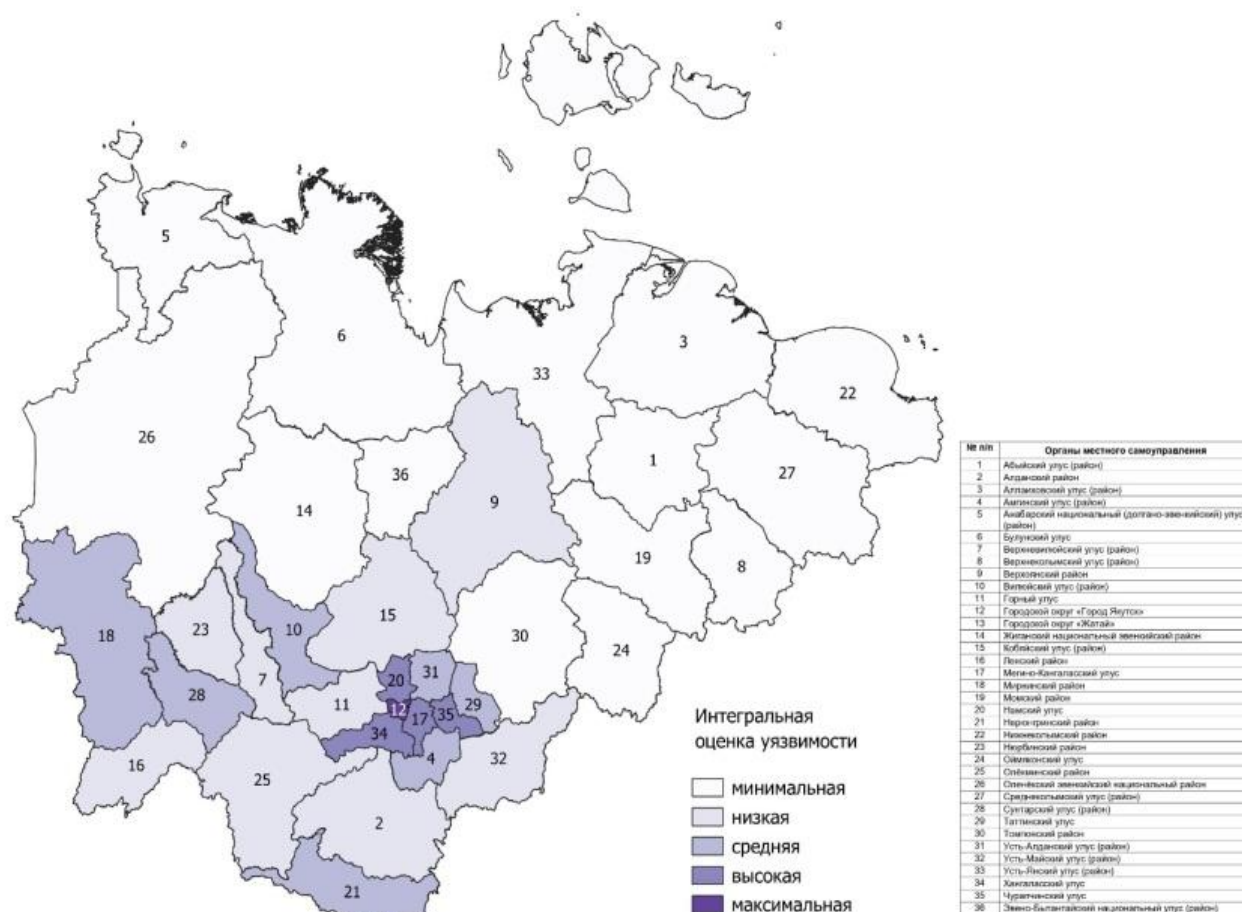 5
6
3
33
22
26
1
27
36
9
14
19
8
15
30
24
18
23
10
7
28
20
31
29
11
12
17
35
34
4
32
16
25
2
21
Интегральная
оценка уязвимости
минимальная
низкая
средняя
высокая
максимальная
№ п/п Органы местного самоуправления
1 Абыйский улус (район)
2 Алданский район
3 Аллаиховский улус (район)
4 Амгинский улус (район)
5 Анабарский национальный (долгано-эвенкийский) улус
(район)
6 Булунский улус
7 Верхневилюйский улус (район)
8 Верхнеколымский улус (район)
9 Верхоянский район
10 Вилюйский улус (район)
11 Горный улус
12 Городской округ «Город Якутск»
13 Городской округ «Жатай»
14 Жиганский национальный эвенкийский район
15 Кобяйский улус (район)
16 Ленский район
17 Мегино-Кангаласский улус
18 Мирнинский район
19 Момский район
20 Намский улус
21 Нерюнгринский район
22 Нижнеколымский район
23 Нюрбинский район
24 Оймяконский улус
25 Олёкминский район
26 Оленёкский эвенкийский национальный район
27 Среднеколымский улус (район)
28 Сунтарский улус (район)
29 Таттинский улус
30 Томпонский район
31 Усть-Алданский улус (район)
32 Усть-Майский улус (район)
33 Усть-Янский улус (район)
34 Хангаласский улус
35 Чурапчинский улус
36 Эвено-Бытантайский национальный улус (район)